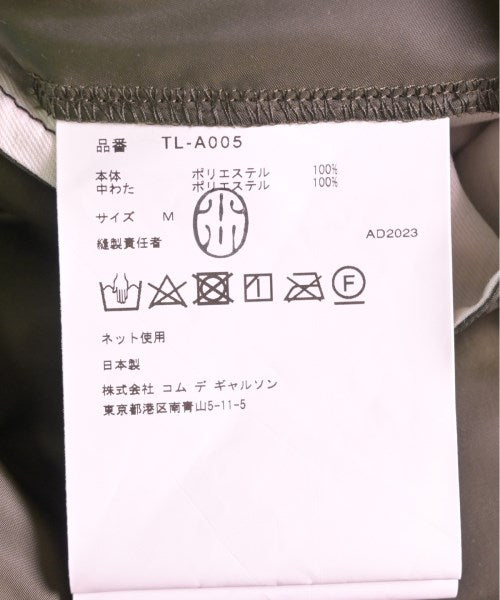 品番 TL-A005
本体 ポリエステル 100%
中わた ポリエステル 100%
サイズ M
縫製責任者 AD2023
F
ネット使用
日本製
株式会社 コム デ ギャルソン
東京都港区南青山5-11-5